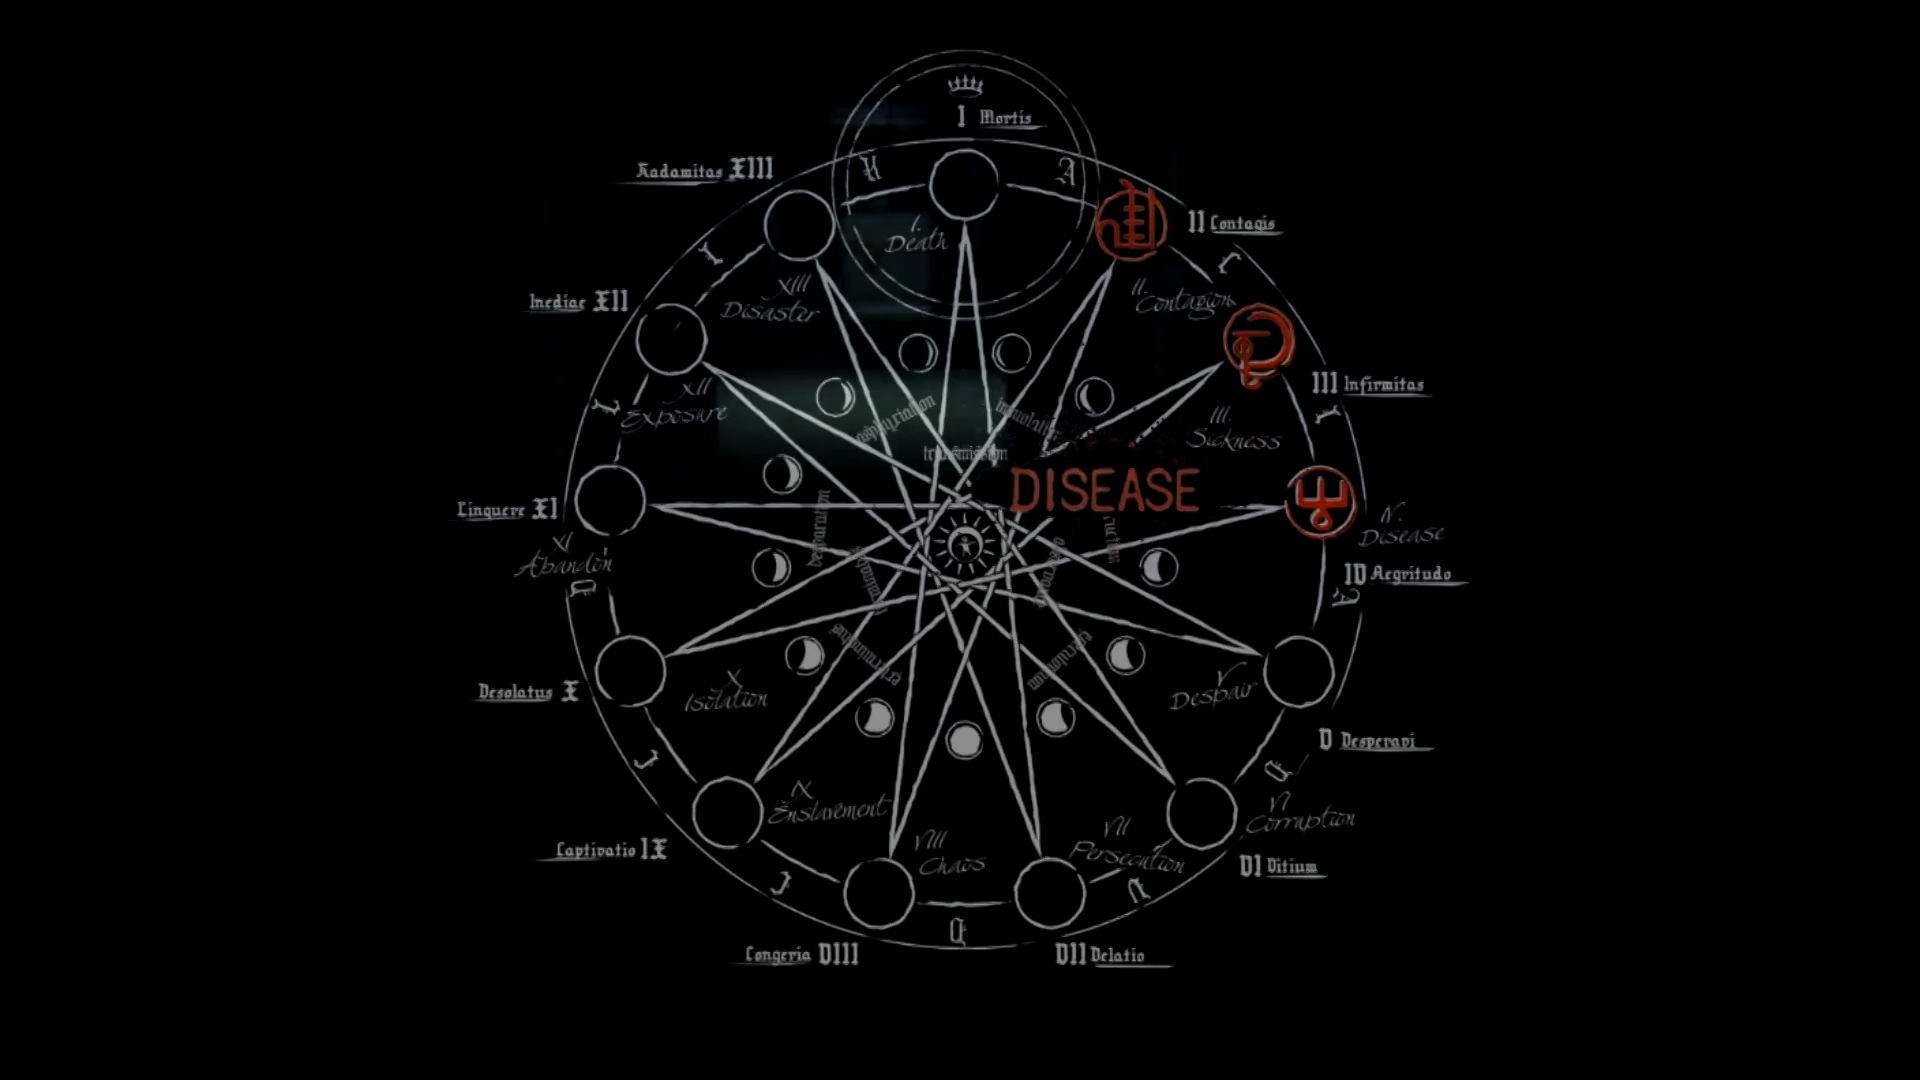 I Mortis
Kadamitas XIII
K
A
II Contagis
I. Death
II. Contagion
XIII Disaster
Inediae XII
III Infirmitas
XII Exposure
asphyxiation
III. Sickness
transmission
DISEASE
Linquere XI
IV. Disease
XI Abandon
IV Aegritudo
Desolatus X
X Isolation
V Despair
V Desperavi
IX Enslavement
VI Corruption
VII Persecution
VIII Chaos
Captivatio IX
VI Vitium
Congeria VIII
VII Delatio